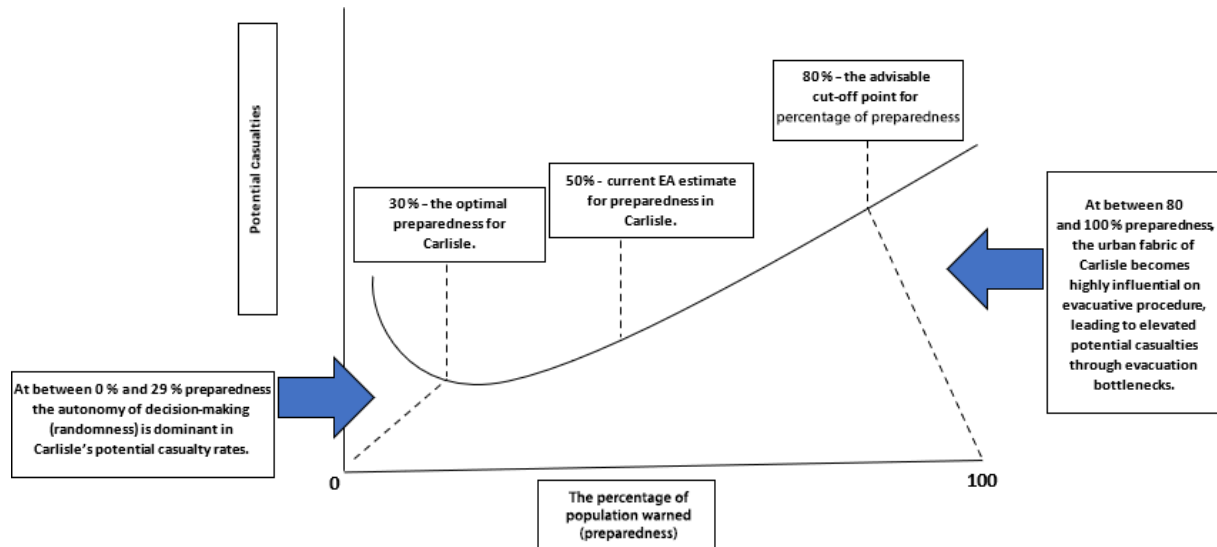 Potential Casualties
80% – the advisable
cut-off point for
percentage of preparedness
50% - current EA estimate
for preparedness in
Carlisle.
30% – the optimal
preparedness for
Carlisle.
At between 80
and 100% preparedness,
the urban fabric of
Carlisle becomes
highly influential on
evacuative procedure,
leading to elevated
potential casualties
through evacuation
bottlenecks.
At between 0 % and 29 % preparedness
the autonomy of decision-making
(randomness) is dominant in
Carlisle's potential casualty rates.
0
100
The percentage of
population warned
(preparedness)